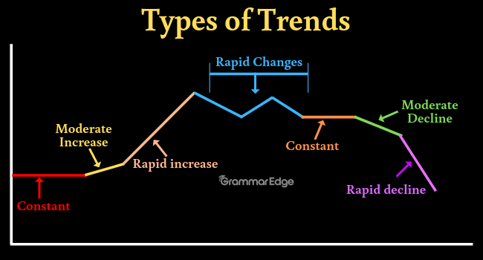 Types of Trends
Rapid Changes
Moderate
Increase
Rapid increase
Constant
Constant
Moderate
Decline
Rapid decline
GrammarEdge